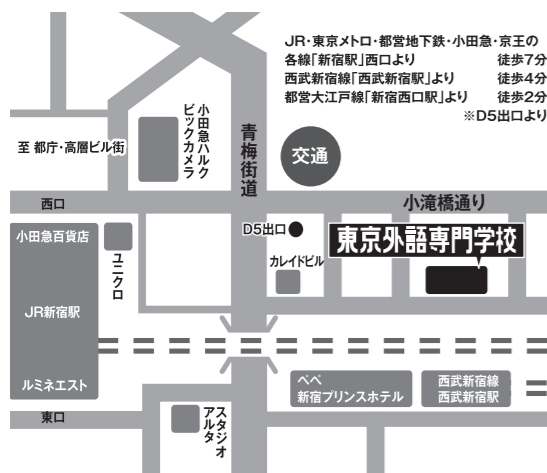 JR・東京メトロ・都営地下鉄・小田急・京王の
各線「新宿駅」西口より 徒歩7分
西武新宿線「西武新宿駅」より 徒歩4分
都営大江戸線「新宿西口駅」より 徒歩2分
※D5出口より
小田急ハルク
ビックカメラ
青梅街道
交通
至 都庁・高層ビル街
西口
小滝橋通り
小田急百貨店
ユニクロ
D5出口
東京外語専門学校
カレイドビル
JR新宿駅
ルミネエスト
ペペ
新宿プリンスホテル
西武新宿線
西武新宿駅
東口
スタジオ
アルタ